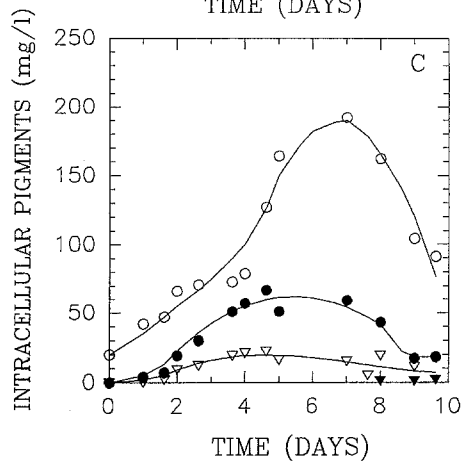 TIME (DAYS)
INTRACELLULAR PIGMENTS (mg/l)
250
C
200
150
100
50
0
0 2 4 6 8 10
TIME (DAYS)